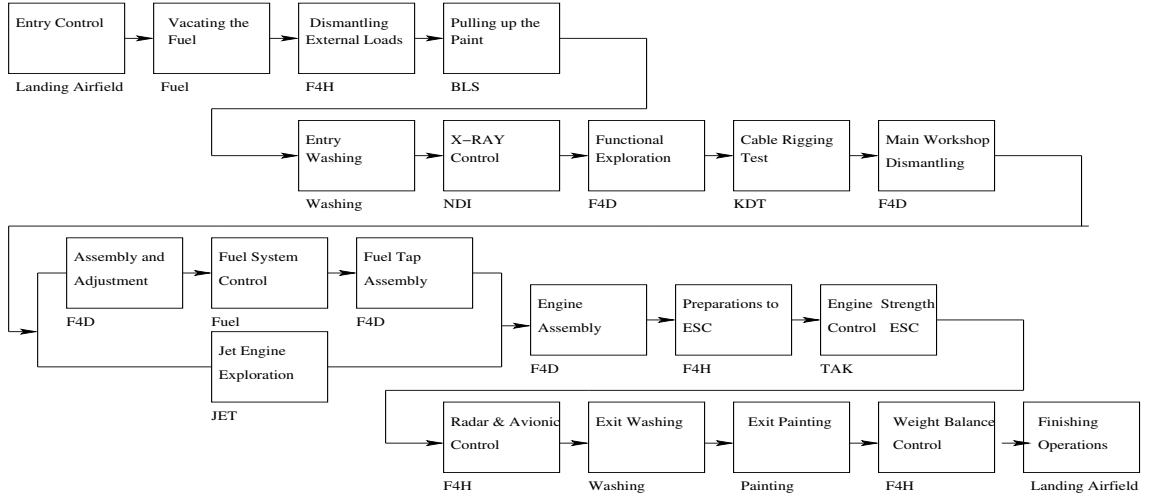 Entry Control
Landing Airfield
Vacating the
Fuel
Fuel
Dismantling
External Loads
F4H
Pulling up the
Paint
BLS
Entry
Washing
Washing
X-RAY
Control
NDI
Functional
Exploration
F4D
Cable Rigging
Test
KDT
Main Workshop
Dismantling
F4D
Assembly and
Adjustment
F4D
Fuel System
Control
Fuel
Fuel Tap
Assembly
F4D
Jet Engine
Exploration
JET
Engine
Assembly
F4D
Preparations to
ESC
F4H
Engine Strength
Control ESC
TAK
Radar & Avionic
Control
F4H
Exit Washing
Washing
Exit Painting
Painting
Weight Balance
Control
F4H
Finishing
Operations
Landing Airfield